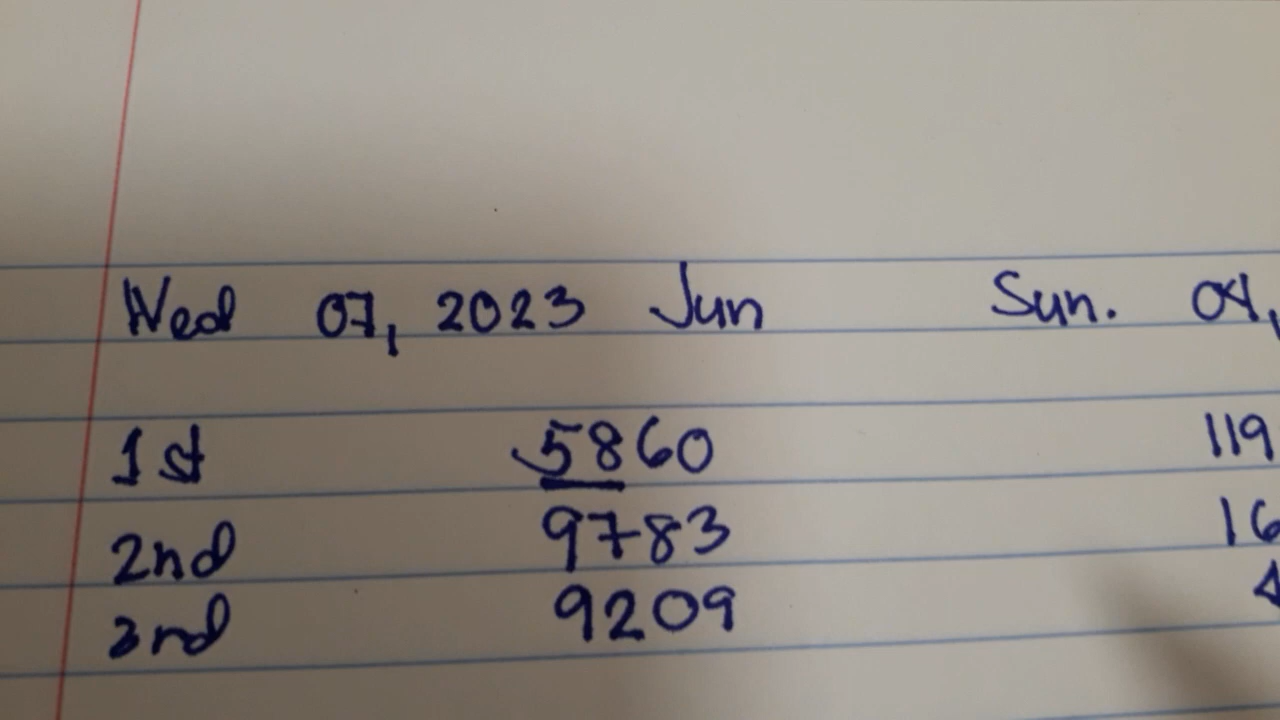 Wed 07, 2023 Jun Sun. 04,
1st 5860 119
2nd 9783 16
3rd 9209